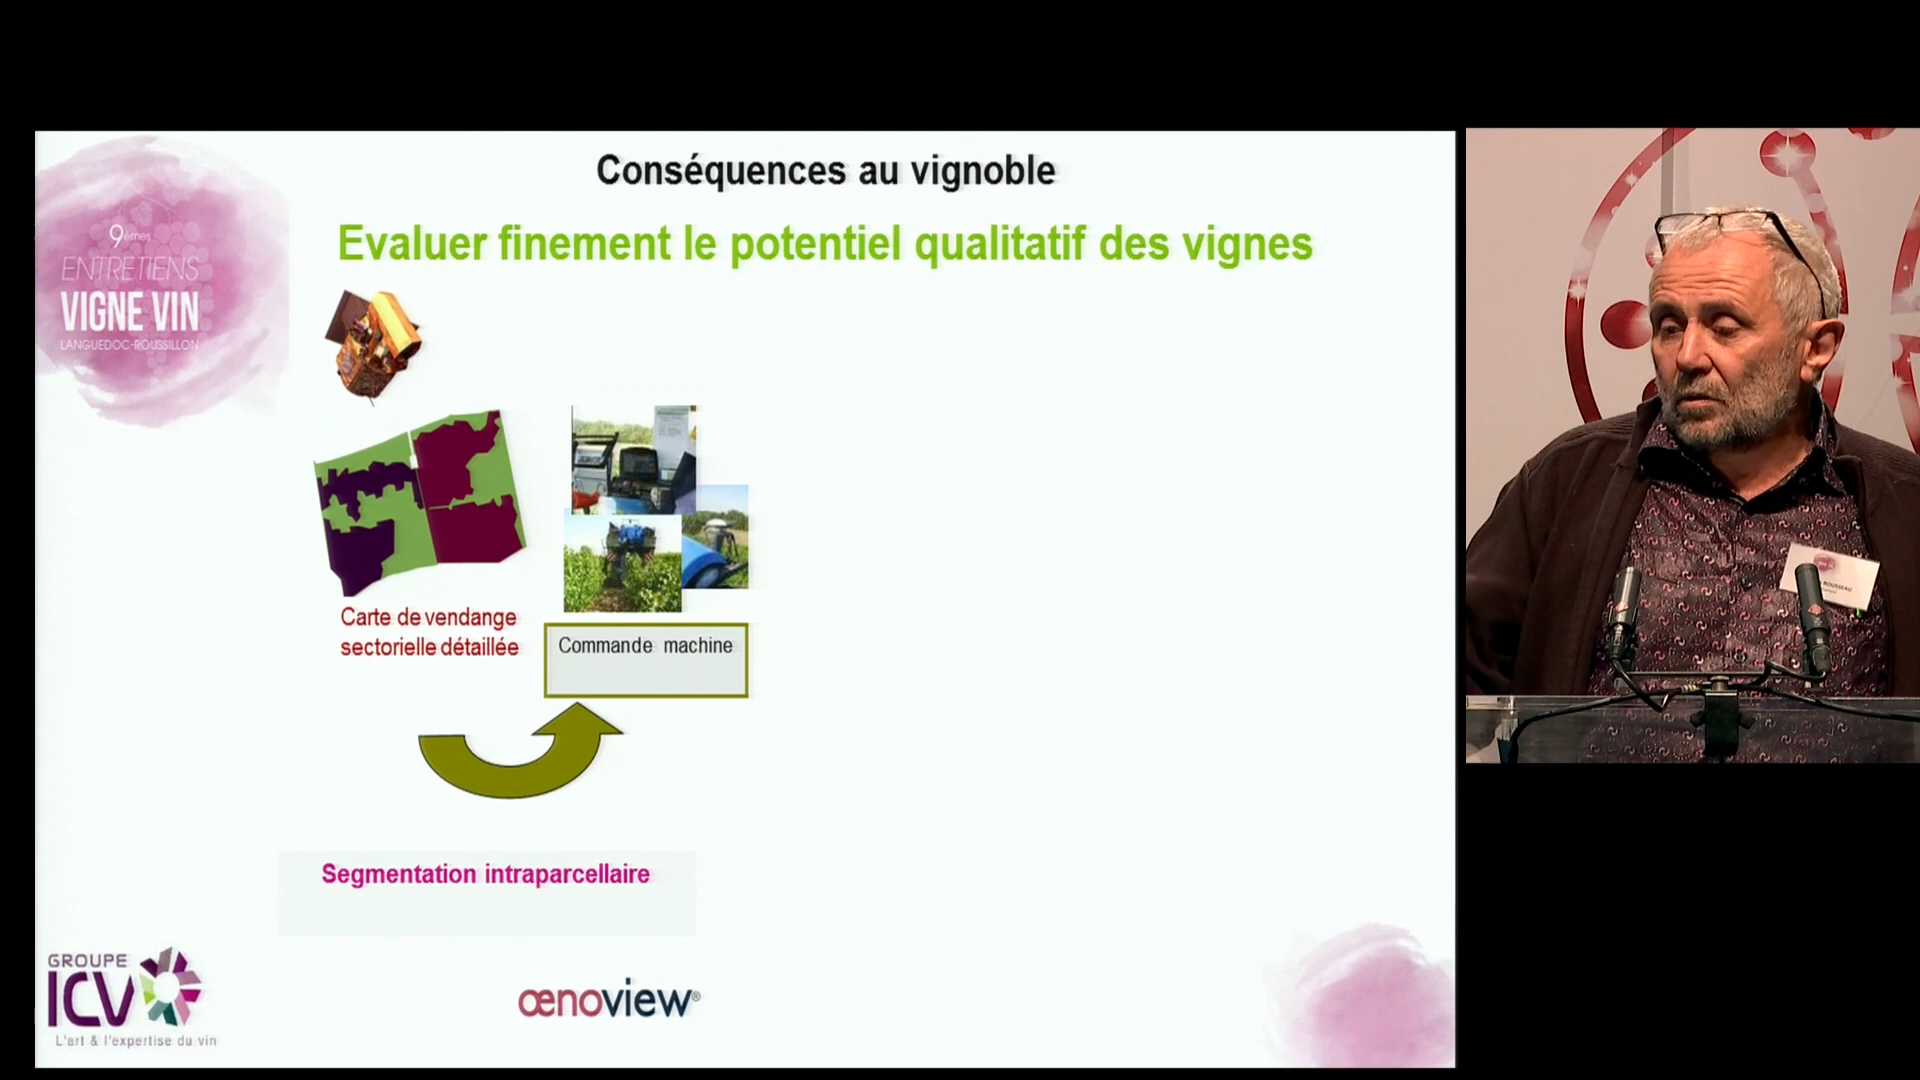 Conséquences au vignoble
Evaluer finement le potentiel qualitatif des vignes
9èmes
ENTRETIENS
VIGNE VIN
LANGUEDOC-ROUSSILLON
Carte de vendange
sectorielle détaillée
Commande machine
Segmentation intraparcellaire
GROUPE
ICV
L'art & l'expertise du vin
œnoview®
ROUSSEAU